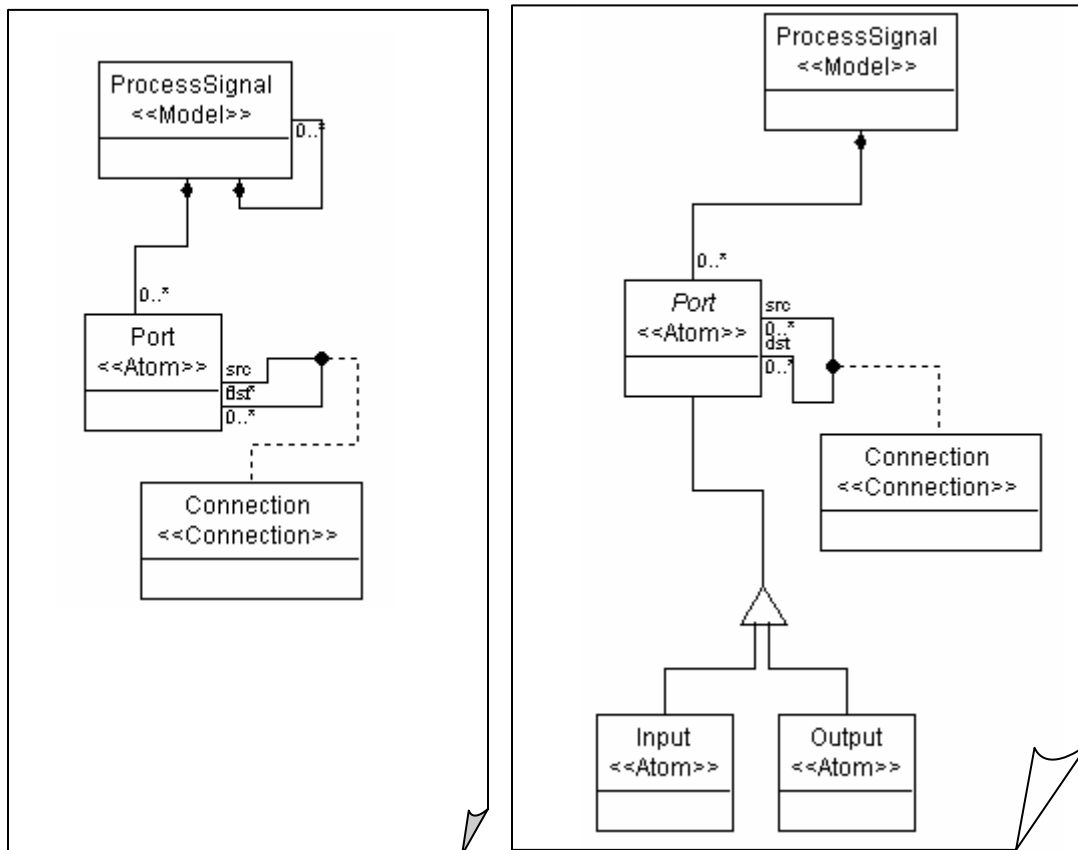 ProcessSignal
<<Model>>
0..*
0..*
Port
<<Atom>>
src
0..*
Connection
<<Connection>>
ProcessSignal
<<Model>>
0..*
Port
<<Atom>>
src
0..*
dst
0..*
Connection
<<Connection>>
Input
<<Atom>>
Output
<<Atom>>